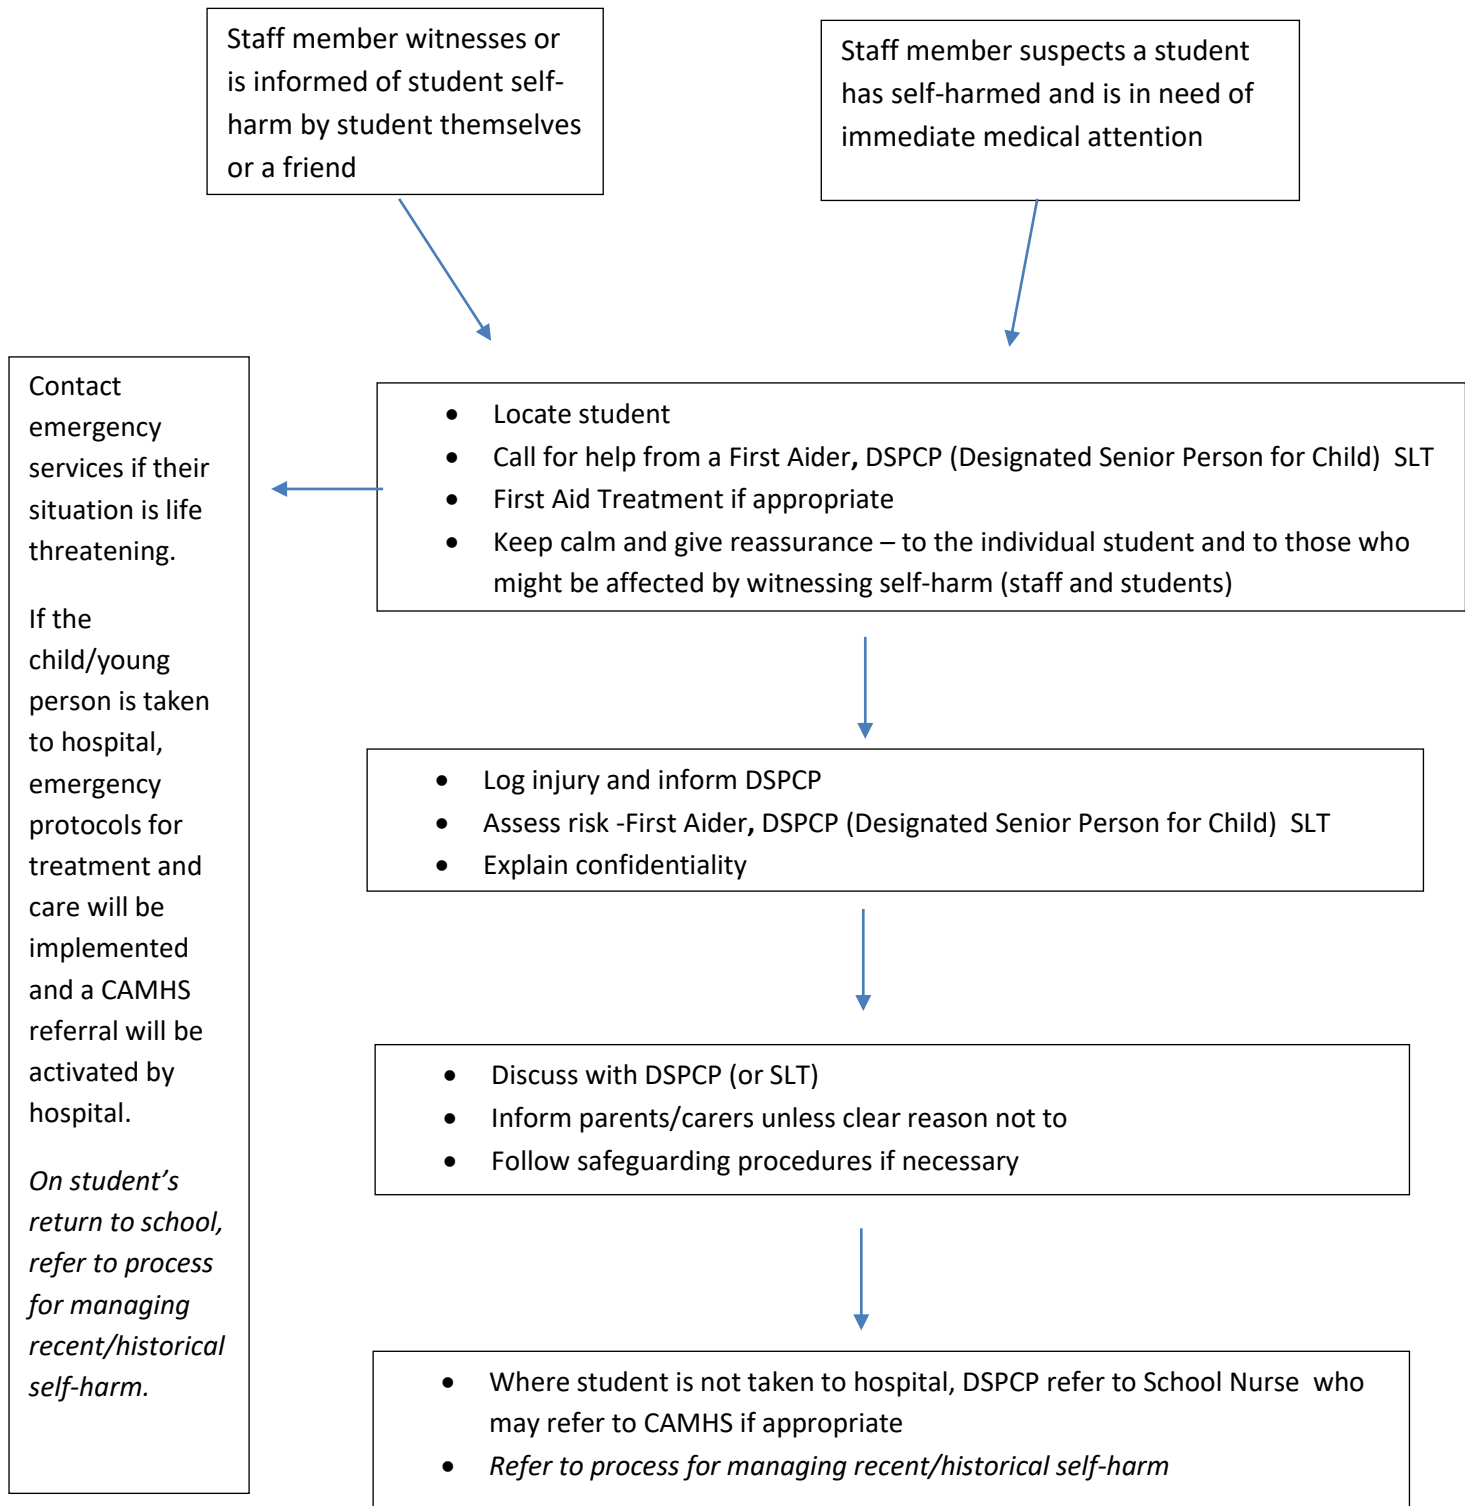 Staff member witnesses or
is informed of student self-
harm by student themselves
or a friend
Staff member suspects a student
has self-harmed and is in need of
immediate medical attention
Contact
emergency
services if their
situation is life
threatening.
If the
child/young
person is taken
to hospital,
emergency
protocols for
treatment and
care will be
implemented
and a CAMHS
referral will be
activated by
hospital.
On student’s
return to school,
refer to process
for managing
recent/historical
self-harm.
• Locate student
• Call for help from a First Aider, DSPCP (Designated Senior Person for Child) SLT
• First Aid Treatment if appropriate
• Keep calm and give reassurance – to the individual student and to those who
might be affected by witnessing self-harm (staff and students)
• Log injury and inform DSPCP
• Assess risk -First Aider, DSPCP (Designated Senior Person for Child) SLT
• Explain confidentiality
• Discuss with DSPCP (or SLT)
• Inform parents/carers unless clear reason not to
• Follow safeguarding procedures if necessary
• Where student is not taken to hospital, DSPCP refer to School Nurse who
may refer to CAMHS if appropriate
• Refer to process for managing recent/historical self-harm